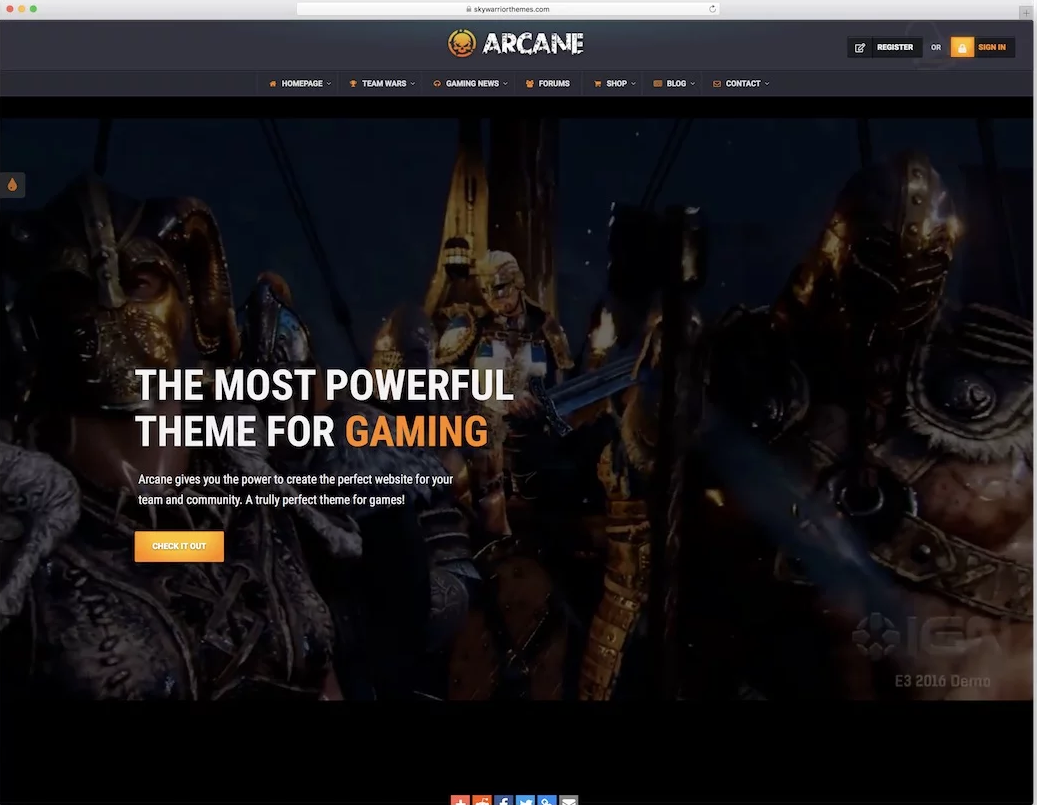 skywarriorthemes.com
ARCANE
REGISTER OR SIGN IN
HOMEPAGE TEAM WARS GAMING NEWS FORUMS SHOP BLOG CONTACT
THE MOST POWERFUL
THEME FOR GAMING
Arcane gives you the power to create the perfect website for your
team and community. A trully perfect theme for games!
CHECK IT OUT
IGN
E3 2016 Demo